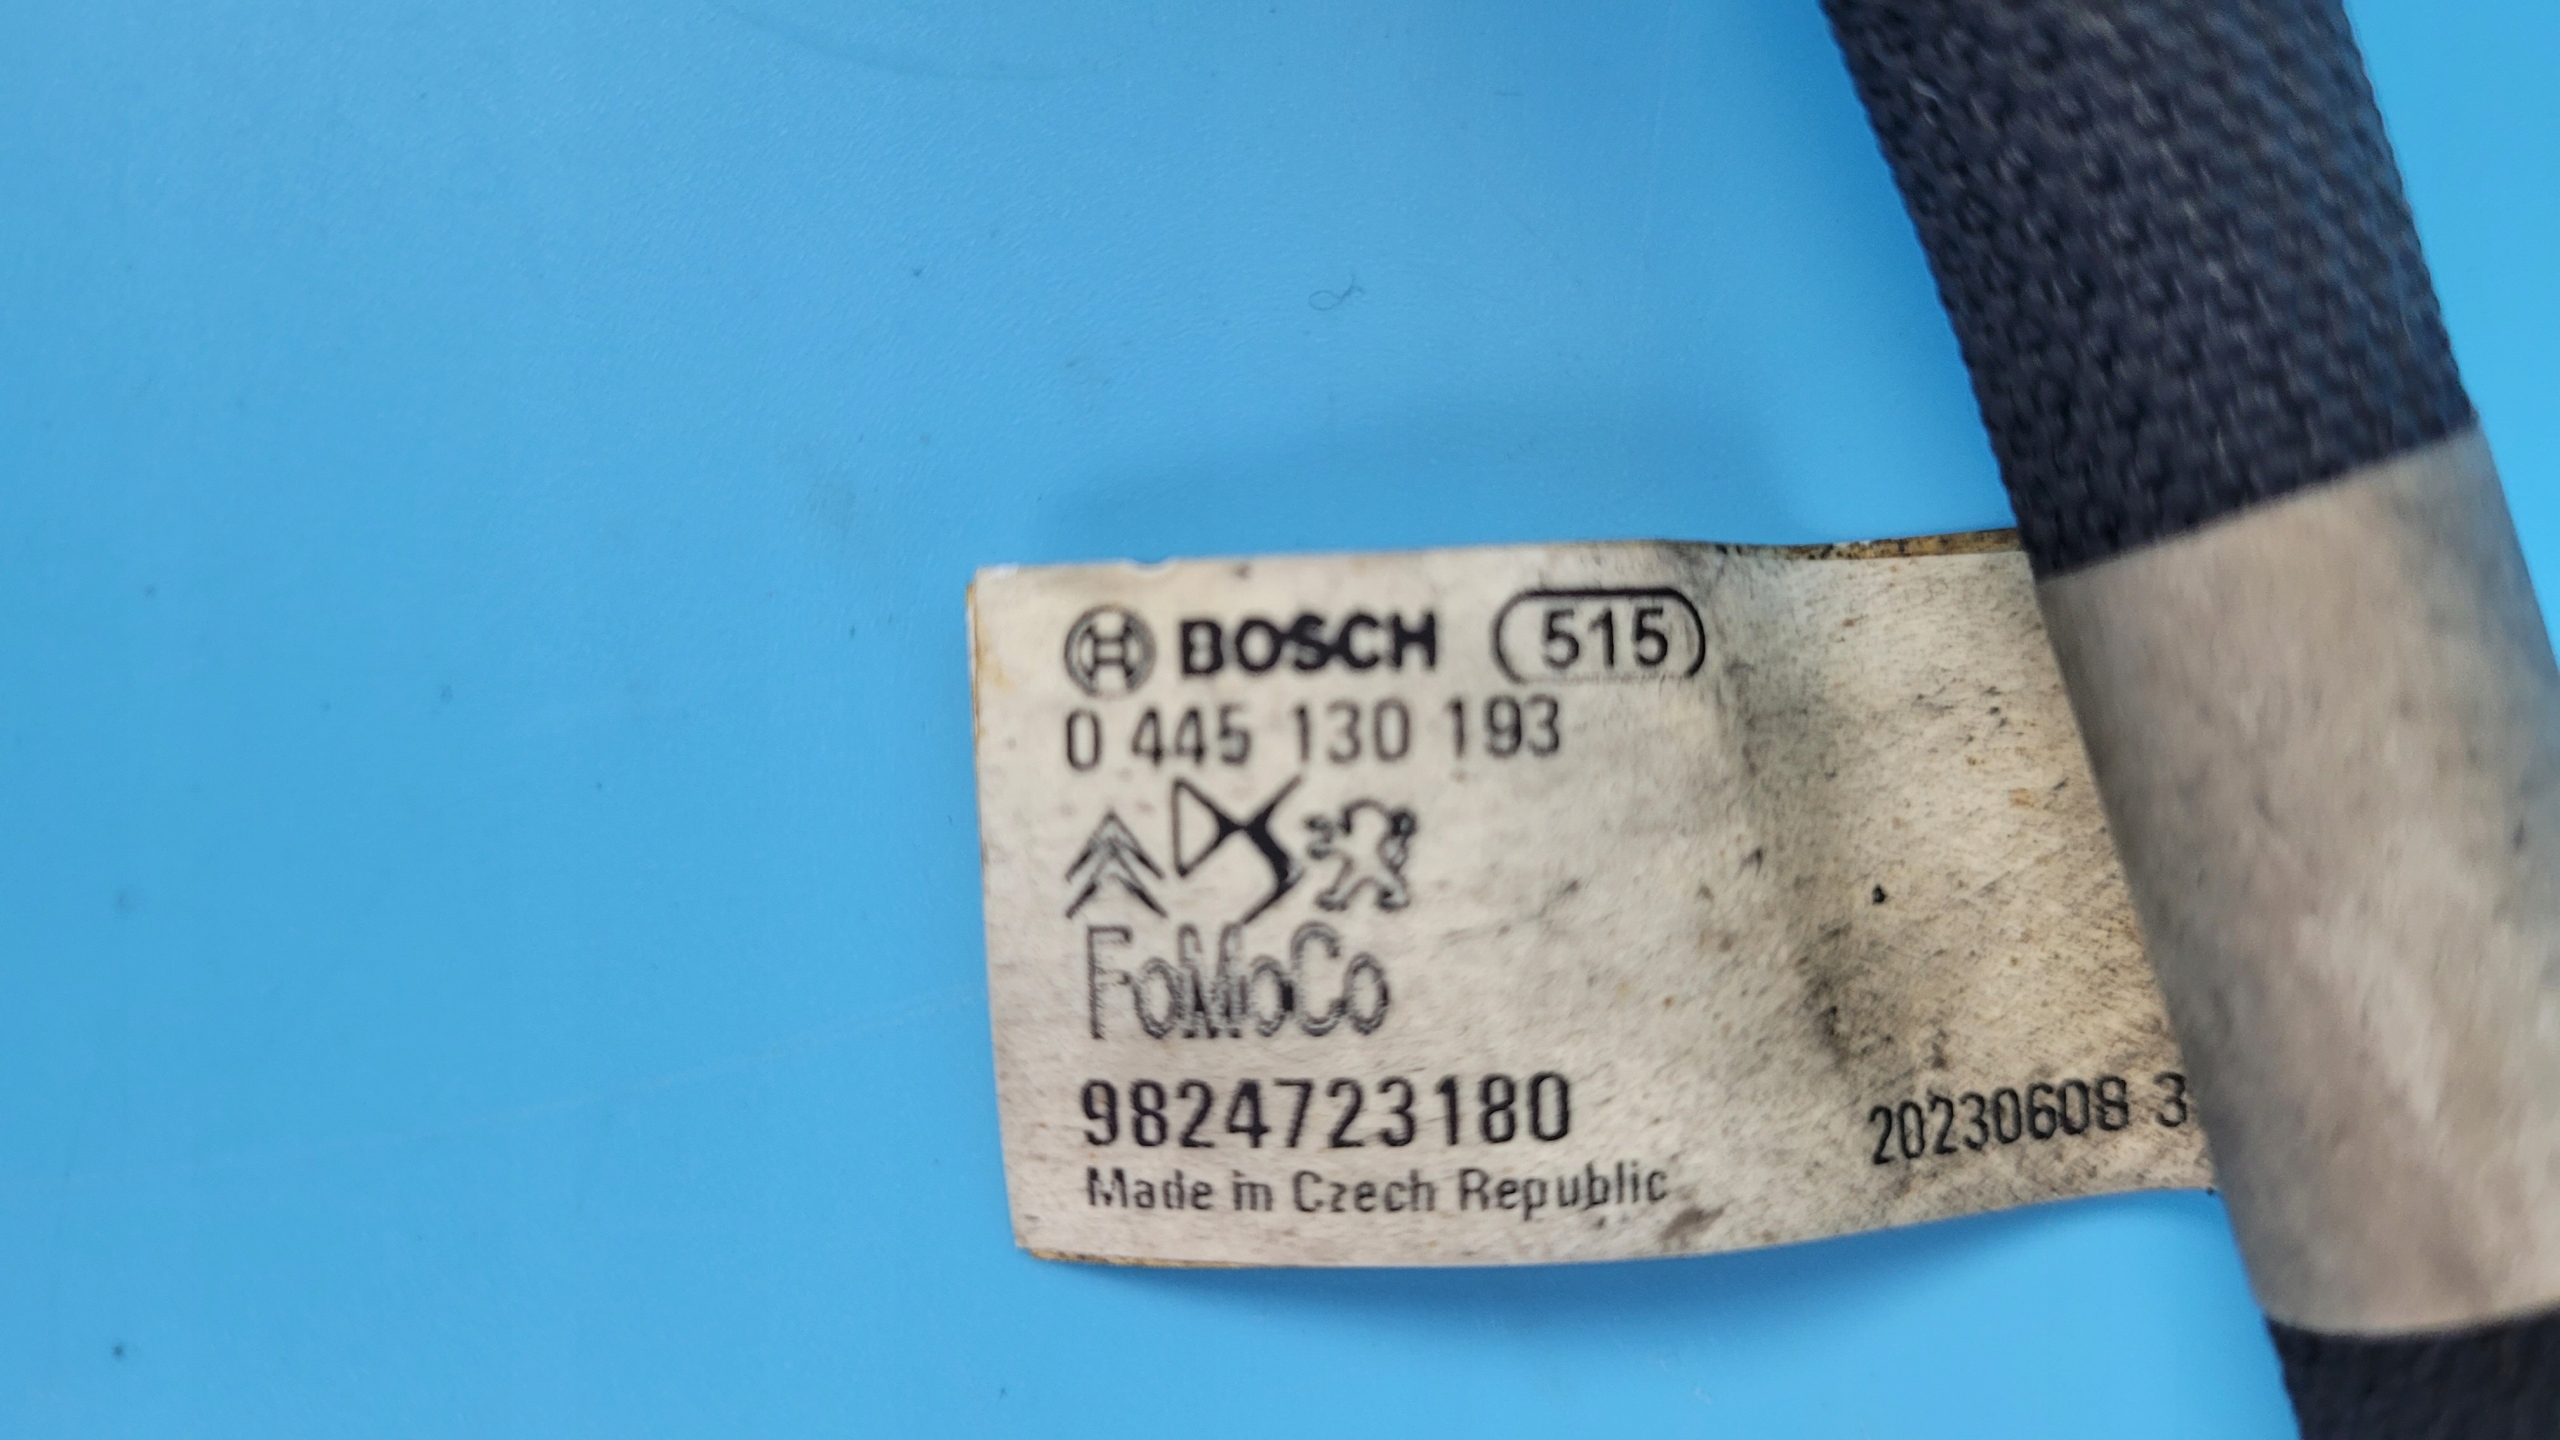 BOSCH 515
0 445 130 193
FoMoCo
9824723180
20230608 3
Made in Czech Republic